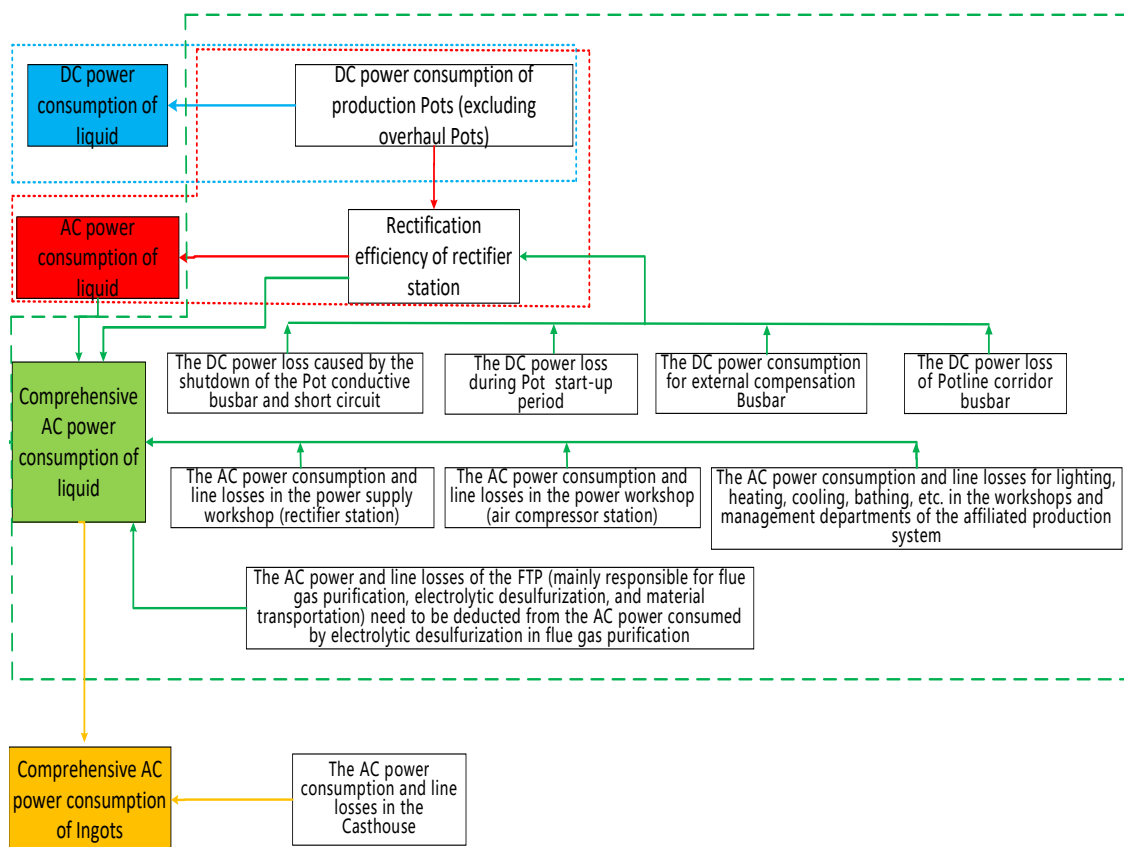 DC power
consumption of
liquid
DC power consumption of
production Pots (excluding
overhaul Pots)
AC power
consumption of
liquid
Rectification
efficiency of rectifier
station
The DC power loss caused by the
shutdown of the Pot conductive
busbar and short circuit
The DC power loss
during Pot start-up
period
The DC power consumption
for external compensation
Busbar
The DC power loss
of Potline corridor
busbar
Comprehensive
AC power
consumption of
liquid
The AC power consumption and
line losses in the power supply
workshop (rectifier station)
The AC power consumption and
line losses in the power workshop
(air compressor station)
The AC power consumption and line losses for lighting,
heating, cooling, bathing, etc. in the workshops and
management departments of the affiliated production
system
The AC power and line losses of the FTP (mainly responsible for flue
gas purification, electrolytic desulfurization, and material
transportation) need to be deducted from the AC power consumed
by electrolytic desulfurization in flue gas purification
Comprehensive AC
power consumption
of Ingots
The AC power
consumption and line
losses in the
Casthouse